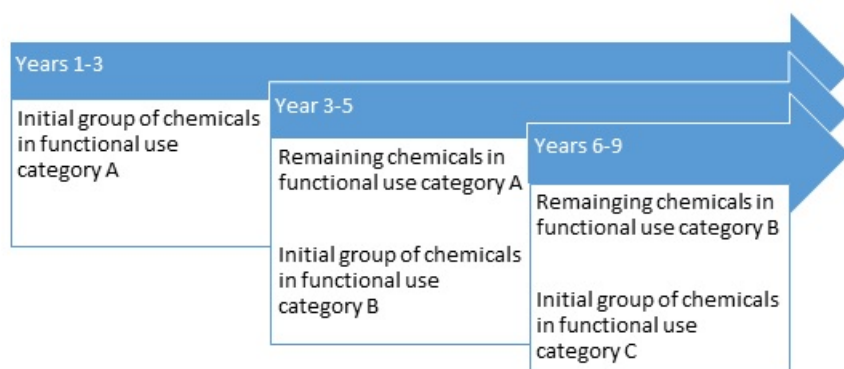 Years 1-3
Initial group of chemicals
in functional use
category A
Year 3-5
Remaining chemicals in
functional use category A
Initial group of chemicals
in functional use
category B
Years 6-9
Remainging chemicals in
functional use category B
Initial group of chemicals
in functional use
category C